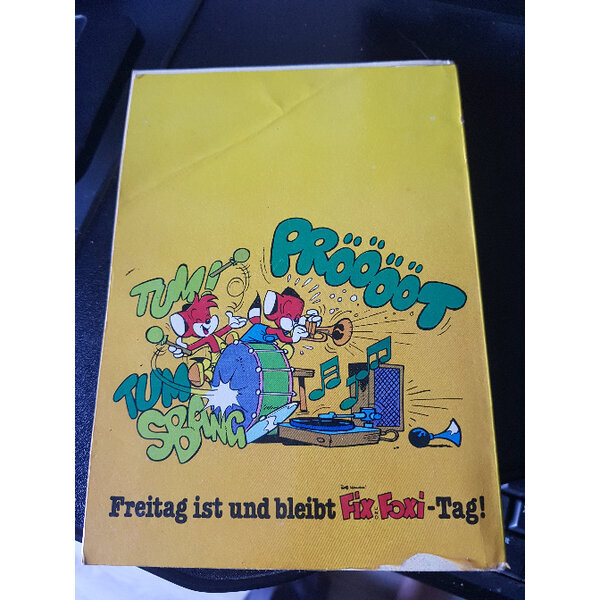 PRÖÖÖÖT
TUM!
TUM
SBÄNG
Freitag ist und bleibt Fix und Foxi-Tag!